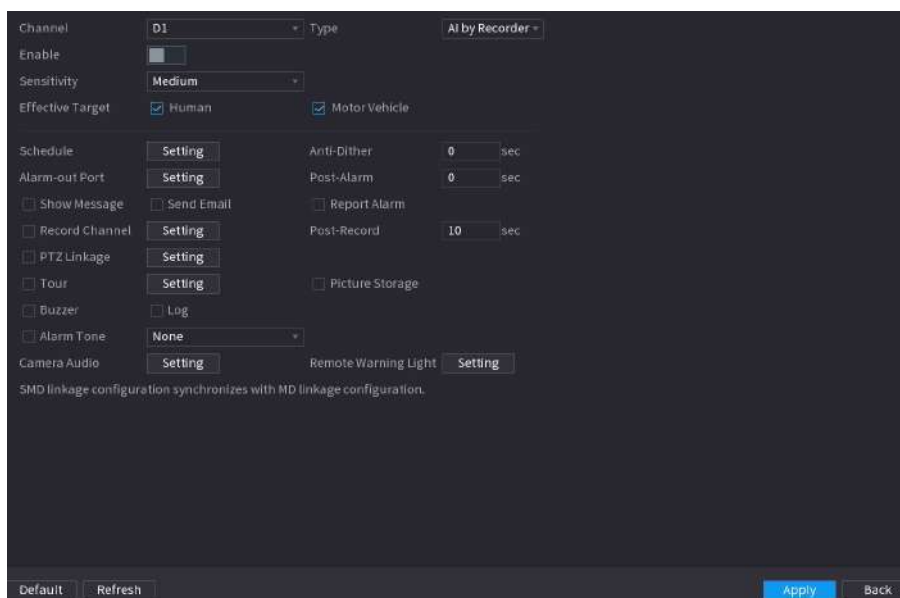 Channel D1 Type AI by Recorder
Enable
Sensitivity Medium
Effective Target Human Motor Vehicle
Schedule Setting Anti-Dither 0 sec
Alarm-out Port Setting Post-Alarm 0 sec
Show Message Send Email Report Alarm
Record Channel Setting Post-Record 10 sec
PTZ Linkage Setting
Tour Setting Picture Storage
Buzzer Log
Alarm Tone None
Camera Audio Setting Remote Warning Light Setting
SMD linkage configuration synchronizes with MD linkage configuration.
Default Refresh Apply Back